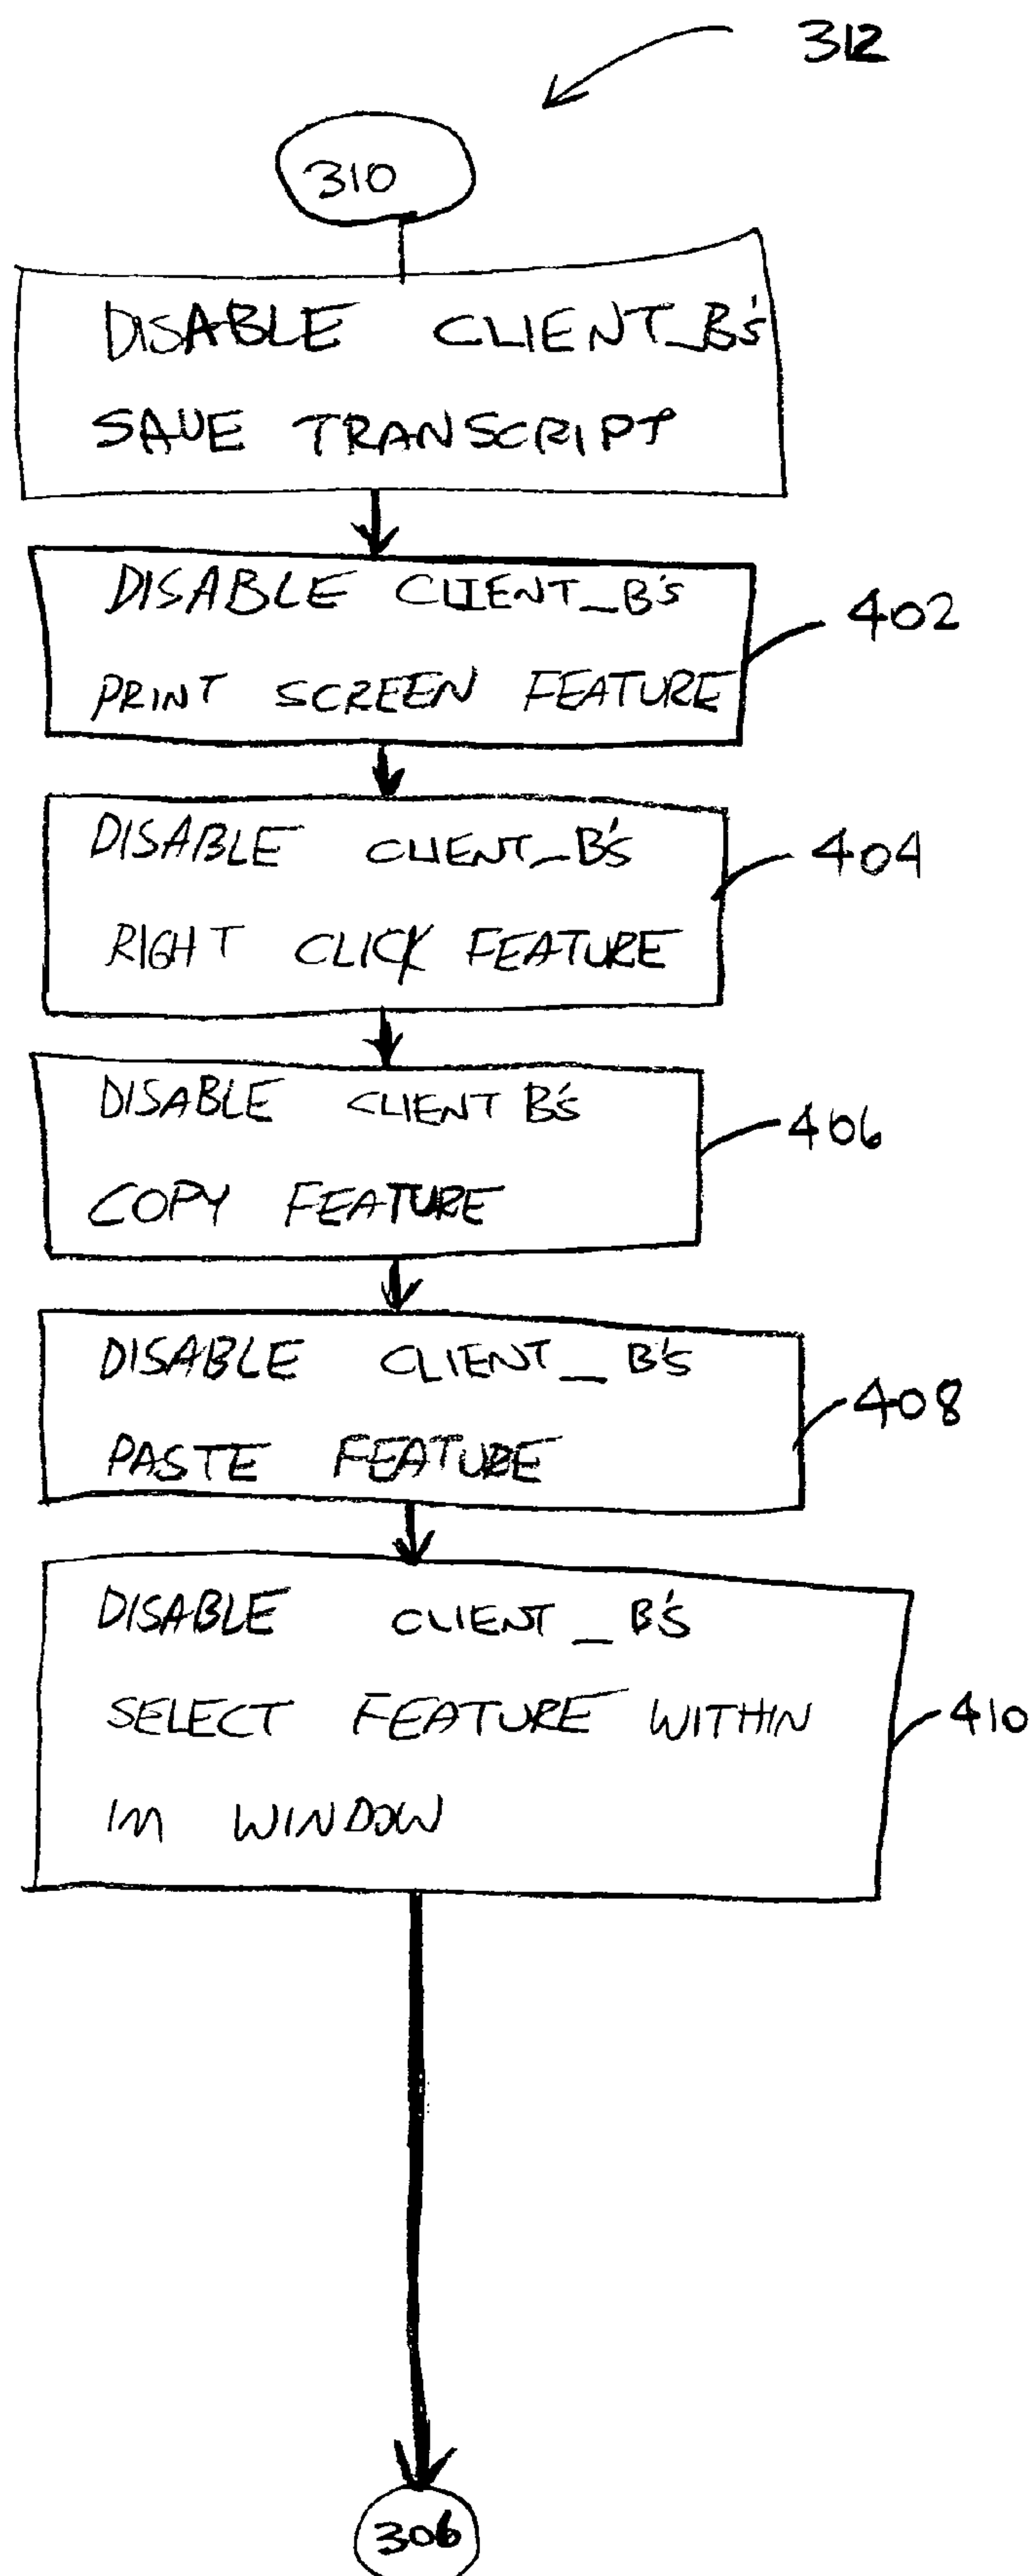 312
310
DISABLE CLIENT_B's
SAVE TRANSCRIPT
DISABLE CLIENT_B's
PRINT SCREEN FEATURE
402
DISABLE CLIENT_B's
RIGHT CLICK FEATURE
404
DISABLE CLIENT B's
COPY FEATURE
406
DISABLE CLIENT_B's
PASTE FEATURE
408
DISABLE CLIENT_B's
SELECT FEATURE WITHIN
IM WINDOW
410
306